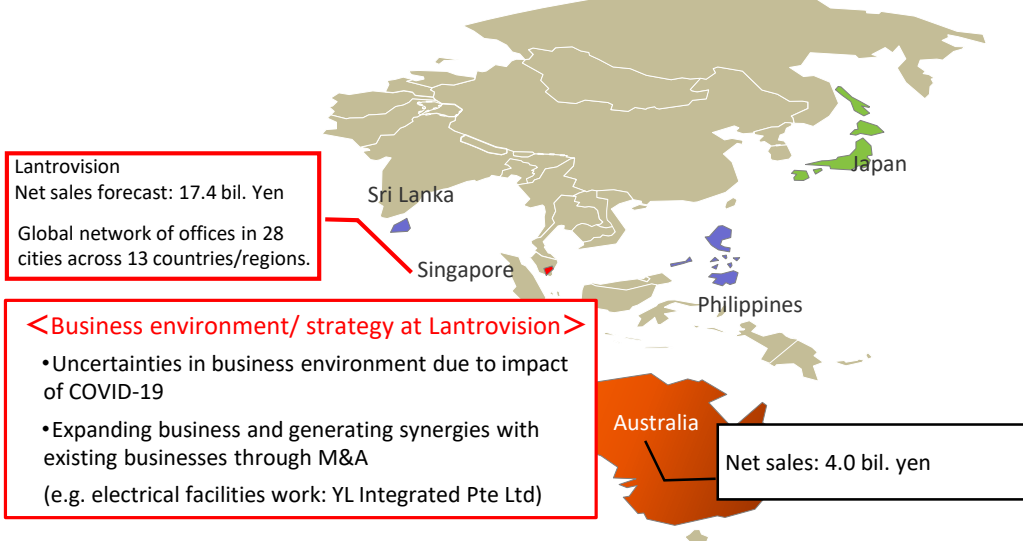 Lantrovision
Net sales forecast: 17.4 bil. Yen
Global network of offices in 28
cities across 13 countries/regions.
Sri Lanka
Singapore
Japan
Philippines
＜Business environment/ strategy at Lantrovision＞
•Uncertainties in business environment due to impact
of COVID-19
•Expanding business and generating synergies with
existing businesses through M&A
(e.g. electrical facilities work: YL Integrated Pte Ltd)
Australia
Net sales: 4.0 bil. yen